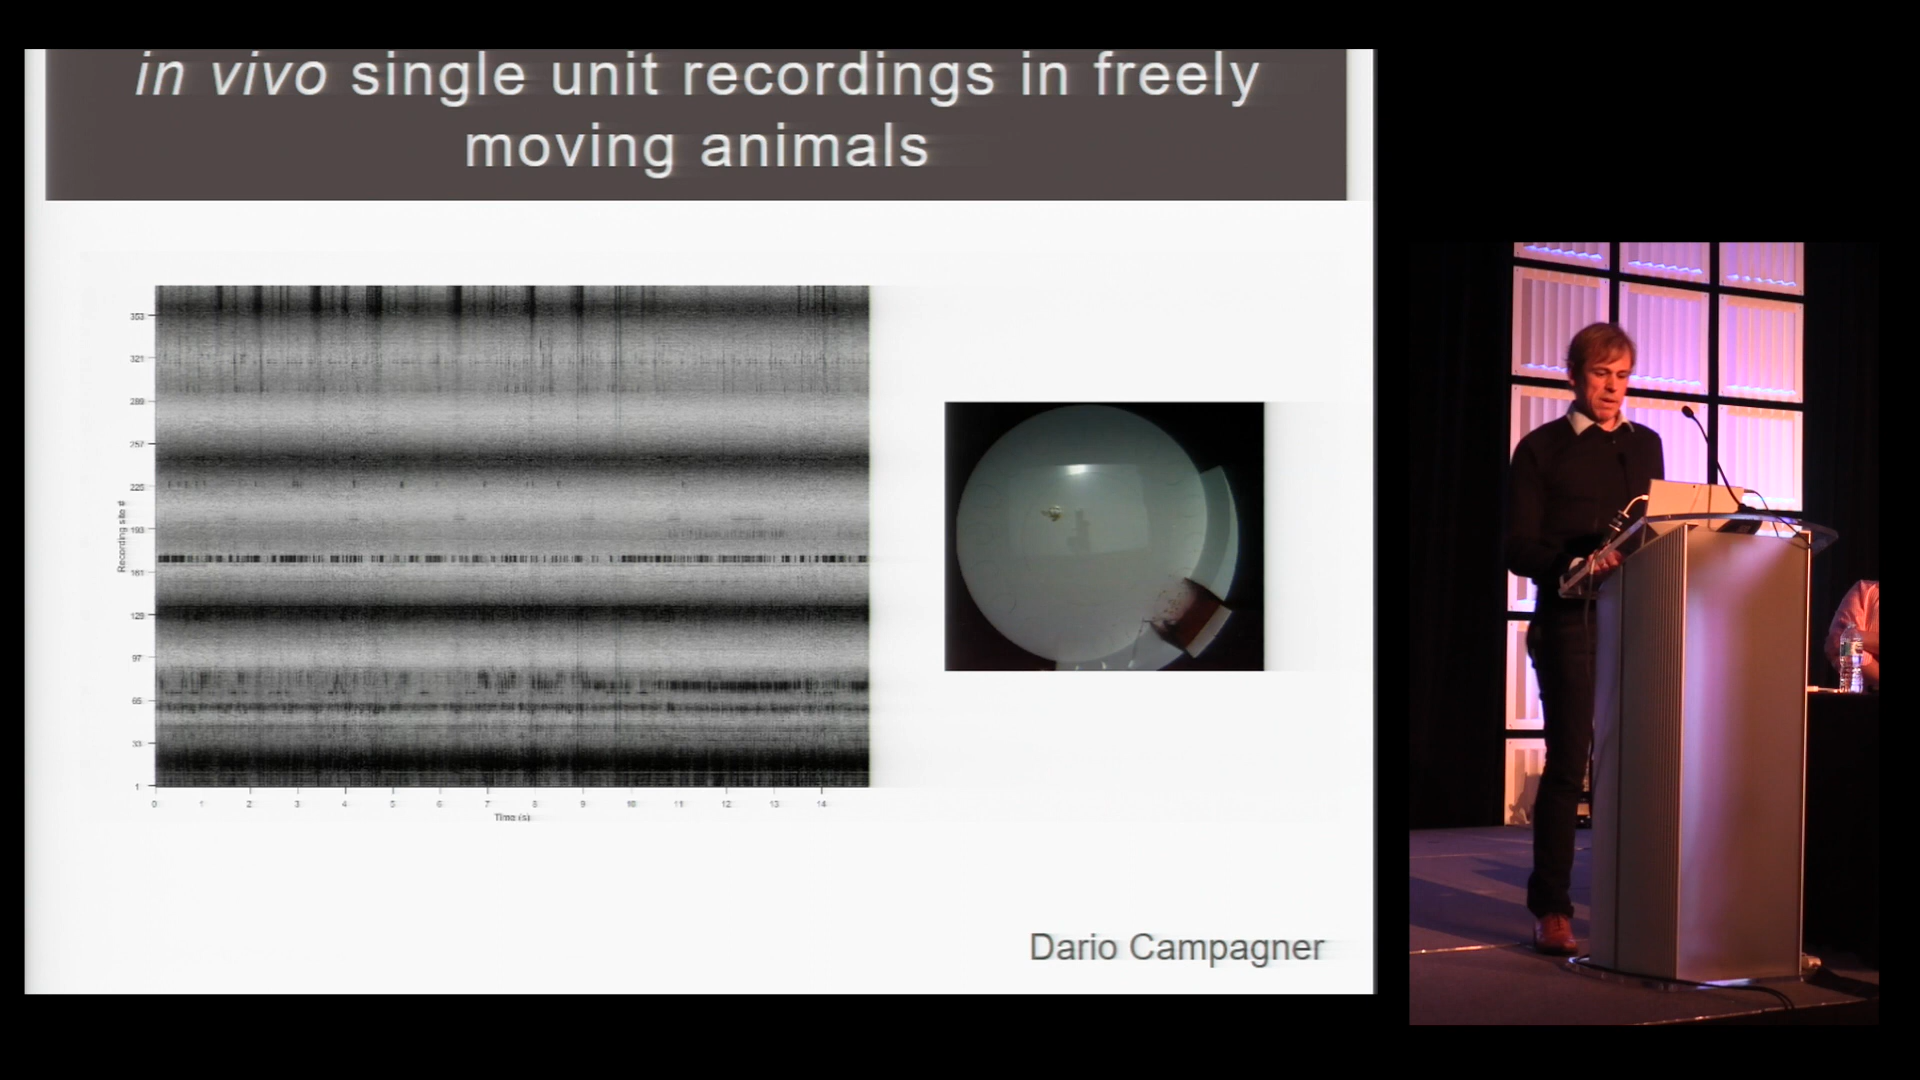 in vivo single unit recordings in freely
moving animals
353
321
289
257
225
193
161
129
97
65
33
1
Recording site #
0 1 2 3 4 5 6 7 8 9 10 11 12 13 14
Time (s)
Dario Campagner